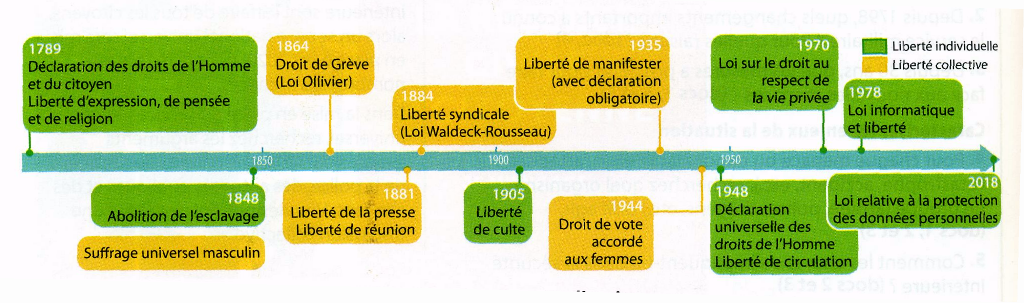 1789
Déclaration des droits de l'Homme
et du citoyen
Liberté d'expression, de pensée
et de religion
1864
Droit de Grève
(Loi Ollivier)
1884
Liberté syndicale
(Loi Waldeck-Rousseau)
1935
Liberté de manifester
(avec déclaration
obligatoire)
1970
Loi sur le droit au
respect de
la vie privée
Liberté individuelle
Liberté collective
1978
Loi informatique
et liberté
1850
1900
1950
1848
Abolition de l'esclavage
Suffrage universel masculin
1881
Liberté de la presse
Liberté de réunion
1905
Liberté
de culte
1944
Droit de vote
accordé
aux femmes
1948
Déclaration
universelle des
droits de l'Homme
Liberté de circulation
2018
Loi relative à la protection
des données personnelles